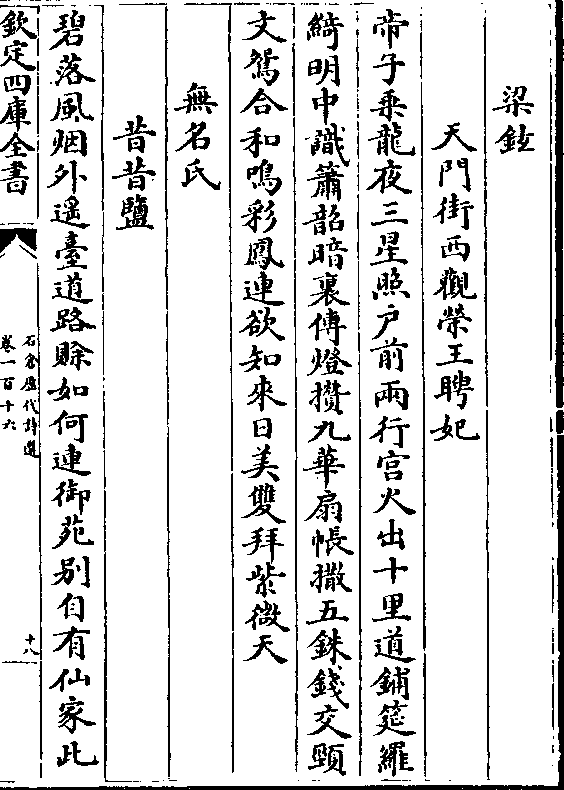 梁鉉
天門街西觀榮王聘妃
帝子乘龍夜三星照户前兩行宫火出十里道鋪筵羅
綺明中識簫韶暗裏傳燈攢九華扇帳撒五銖錢交頸
文鴛合和鳴彩鳳連欲知來日美雙拜紫微天
無名氏
昔昔鹽
碧落風烟外遥臺道路賖如何連御苑别自有仙家此
欽定四庫全書
石倉歴代詩選
卷一百十六
十八